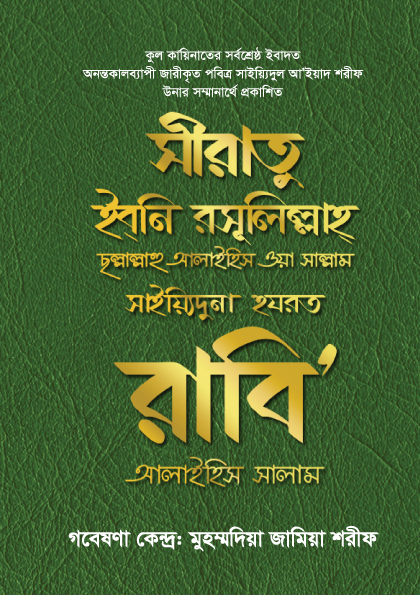 কুল কায়িনাতের সর্বশ্রেষ্ঠ ইবাদত
অনন্তকালব্যাপী জারীকৃত পবিত্র সাইয়্যিদুল আ'ইয়াদ শরীফ
উনার সম্মানার্থে প্রকাশিত
সীরাতু
ইবনি রসূলিল্লাহ
ছল্লাল্লাহু আলাইহিস ওয়া সাল্লাম
সাইয়্যিদুনা হযরত
রাবি'
আলাইহিস সালাম
গবেষণা কেন্দ্র: মুহম্মদিয়া জামিয়া শরীফ